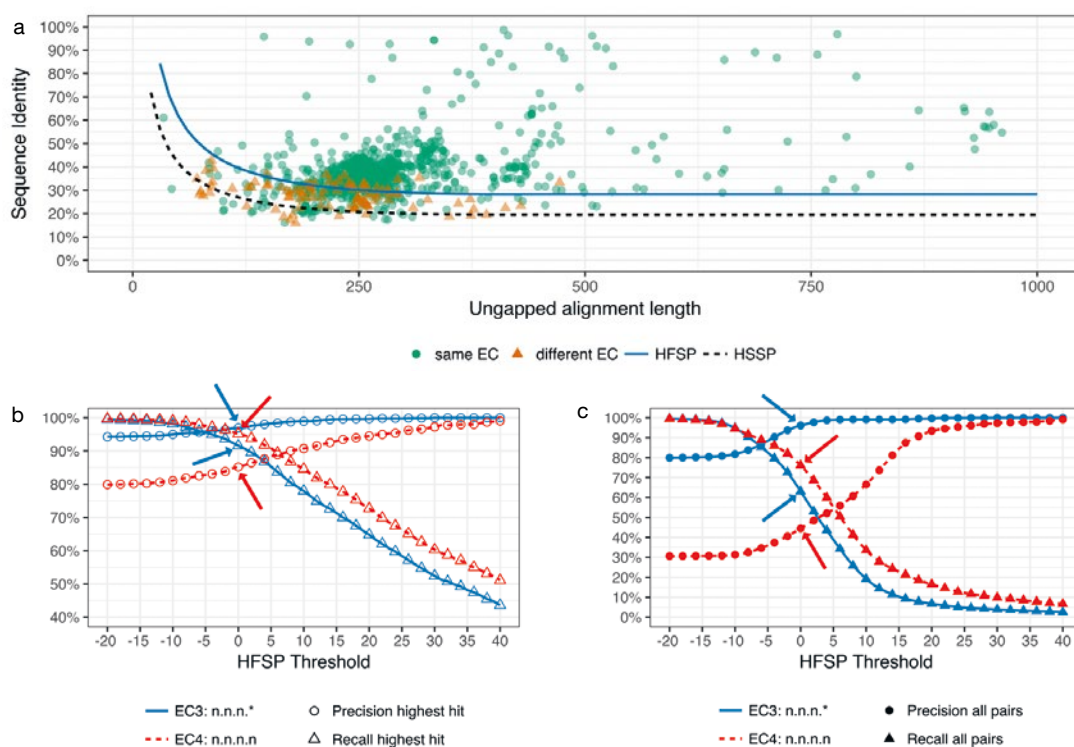 a
100%
90%
80%
70%
60%
50%
40%
30%
20%
10%
0%
Sequence Identity
0 250 500 750 1000
Ungapped alignment length
same EC different EC HFSP HSSP
b
100%
90%
80%
70%
60%
50%
40%
-20 -15 -10 -5 0 5 10 15 20 25 30 35 40
HFSP Threshold
EC3: n.n.n.* Precision highest hit
EC4: n.n.n.n Recall highest hit
c
100%
90%
80%
70%
60%
50%
40%
30%
20%
10%
0%
-20 -15 -10 -5 0 5 10 15 20 25 30 35 40
HFSP Threshold
EC3: n.n.n.* Precision all pairs
EC4: n.n.n.n Recall all pairs